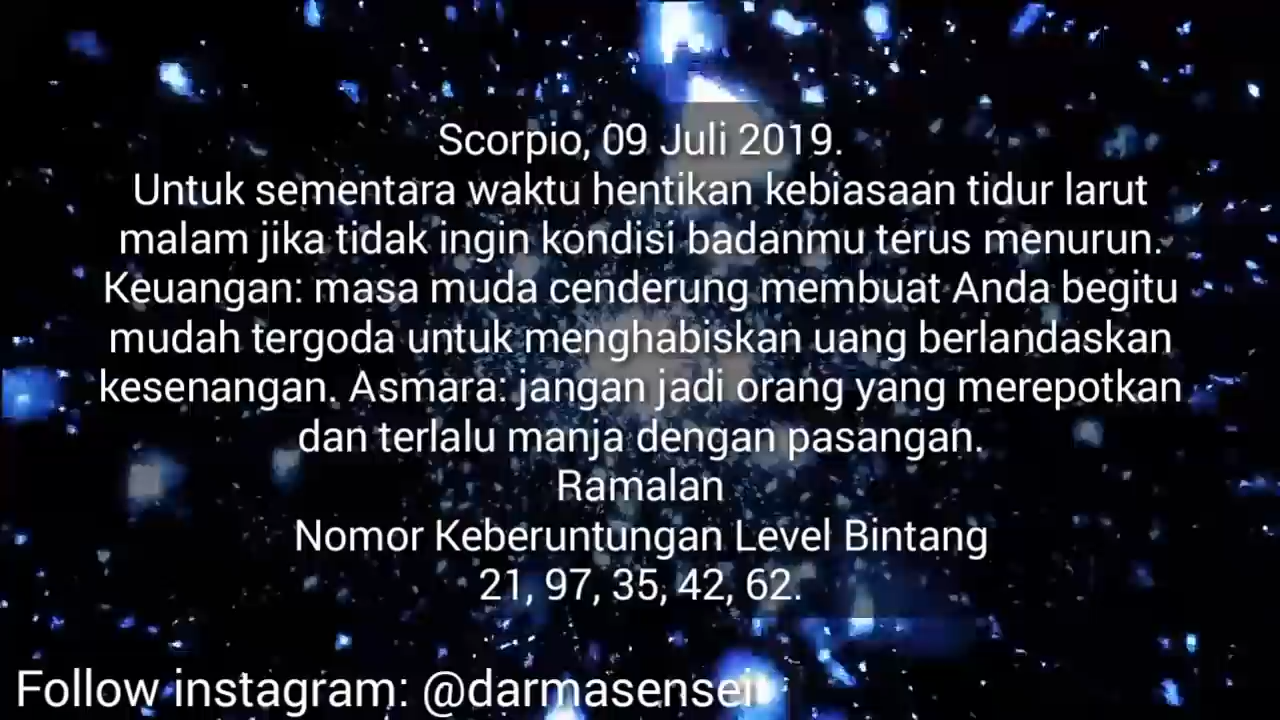 Scorpio, 09 Juli 2019.
Untuk sementara waktu hentikan kebiasaan tidur larut
malam jika tidak ingin kondisi badanmu terus menurun.
Keuangan: masa muda cenderung membuat Anda begitu
mudah tergoda untuk menghabiskan uang berlandaskan
kesenangan. Asmara: jangan jadi orang yang merepotkan
dan terlalu manja dengan pasangan.
Ramalan
Nomor Keberuntungan Level Bintang
21, 97, 35, 42, 62.
Follow instagram: @darmasenseii